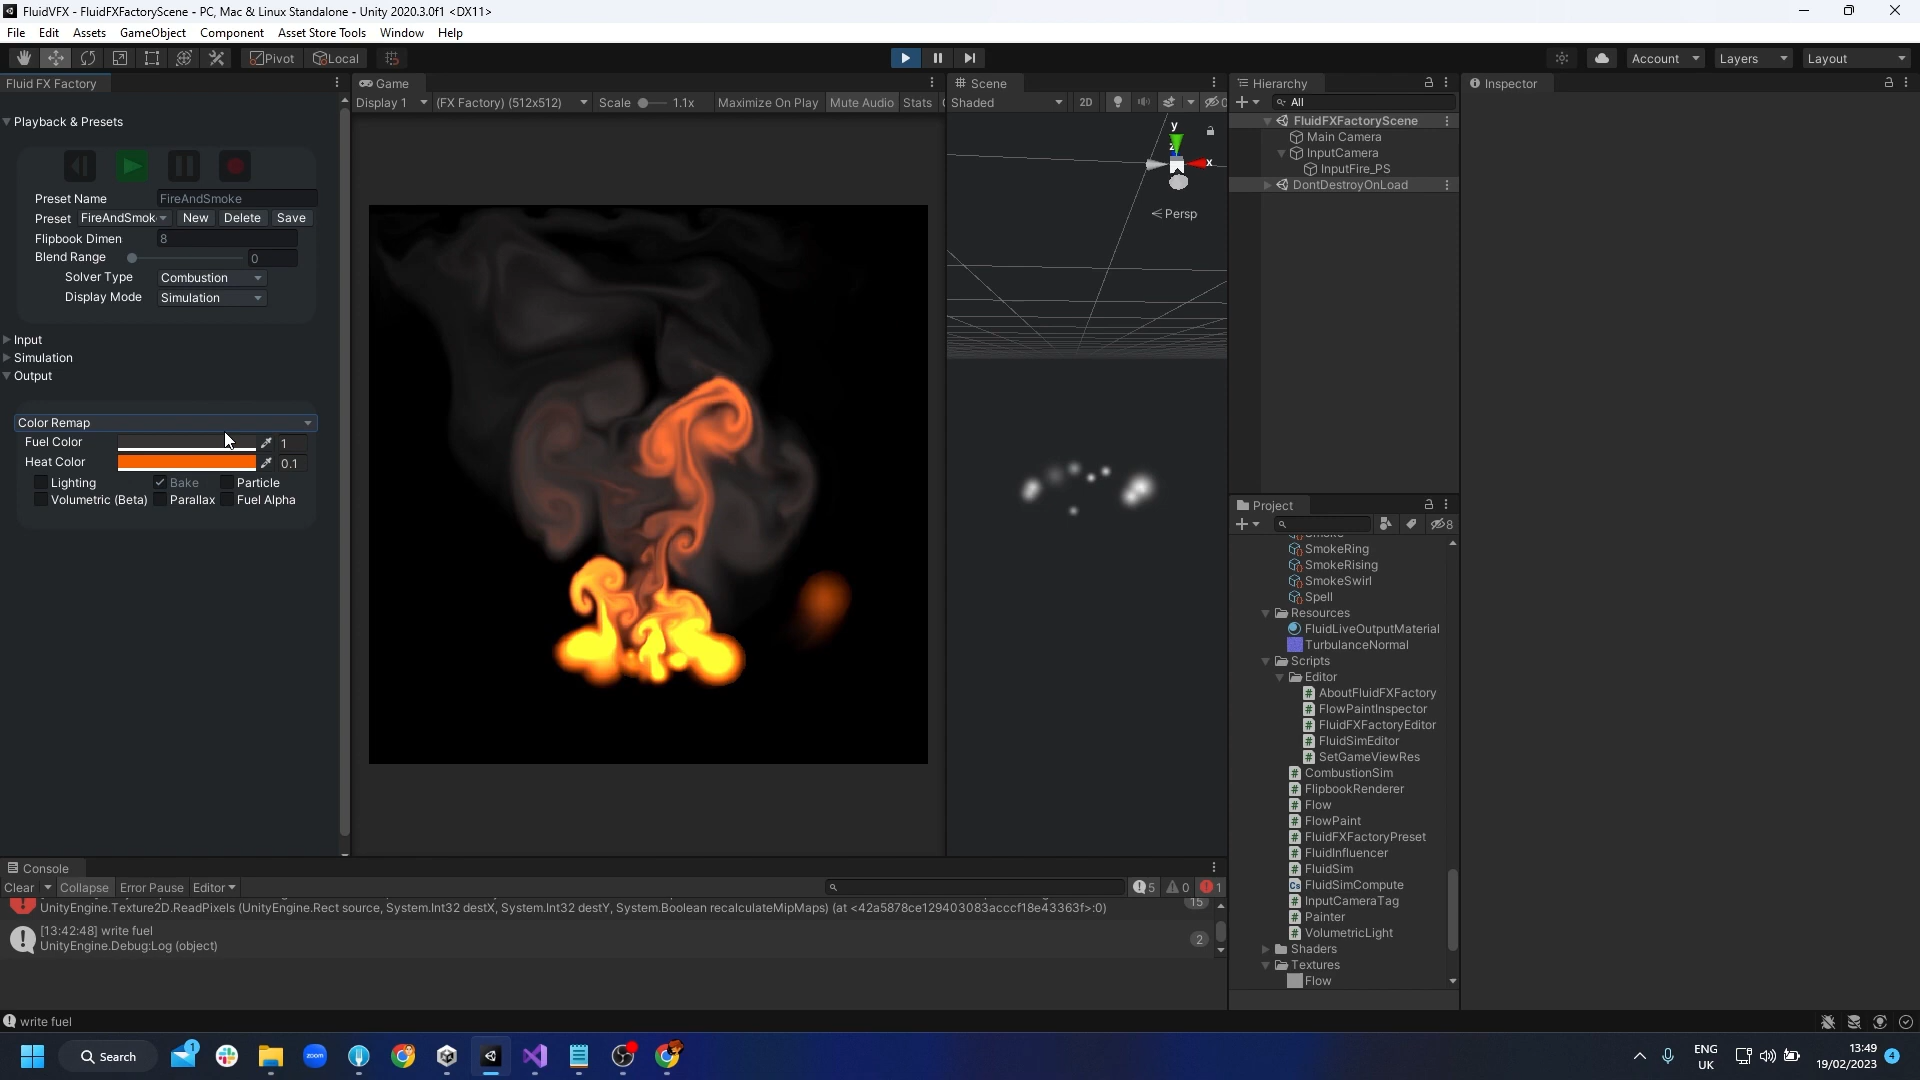 FluidVFX - FluidFXFactoryScene - PC, Mac & Linux Standalone - Unity 2020.3.0f1 <DX11>
File Edit Assets GameObject Component Asset Store Tools Window Help
Pivot Local Account Layers Layout
Fluid FX Factory
Playback & Presets
Preset Name FireAndSmoke
Preset FireAndSmok New Delete Save
Flipbook Dimen 8
Blend Range 0
Solver Type Combustion
Display Mode Simulation
Input
Simulation
Output
Color Remap
Fuel Color 1
Heat Color 0.1
Lighting Bake Particle
Volumetric (Beta) Parallax Fuel Alpha
Game
Display 1 (FX Factory) (512x512) Scale 1.1x Maximize On Play Mute Audio Stats
Scene
Shaded 2D 0
y
z
x
Persp
Hierarchy
All
FluidFXFactoryScene
Main Camera
InputCamera
InputFire_PS
DontDestroyOnLoad
Project
8
SmokeRing
SmokeRising
SmokeSwirl
Spell
Resources
FluidLiveOutputMaterial
TurbulanceNormal
Scripts
Editor
AboutFluidFXFactory
FlowPaintInspector
FluidFXFactoryEditor
FluidSimEditor
SetGameViewRes
CombustionSim
FlipbookRenderer
Flow
FlowPaint
FluidFXFactoryPreset
FluidInfluencer
FluidSim
FluidSimCompute
InputCameraTag
Painter
VolumetricLight
Shaders
Textures
Flow
Inspector
Console
Clear Collapse Error Pause Editor 5 0 1
UnityEngine.Texture2D.ReadPixels (UnityEngine.Rect source, System.Int32 destX, System.Int32 destY, System.Boolean recalculateMipMaps) (at <42a5878ce129403083acccf18e43363f>:0) 15
[13:42:48] write fuel
UnityEngine.Debug:Log (object) 2
write fuel
Search 1 zoom
ENG
UK
13:49
19/02/2023 4